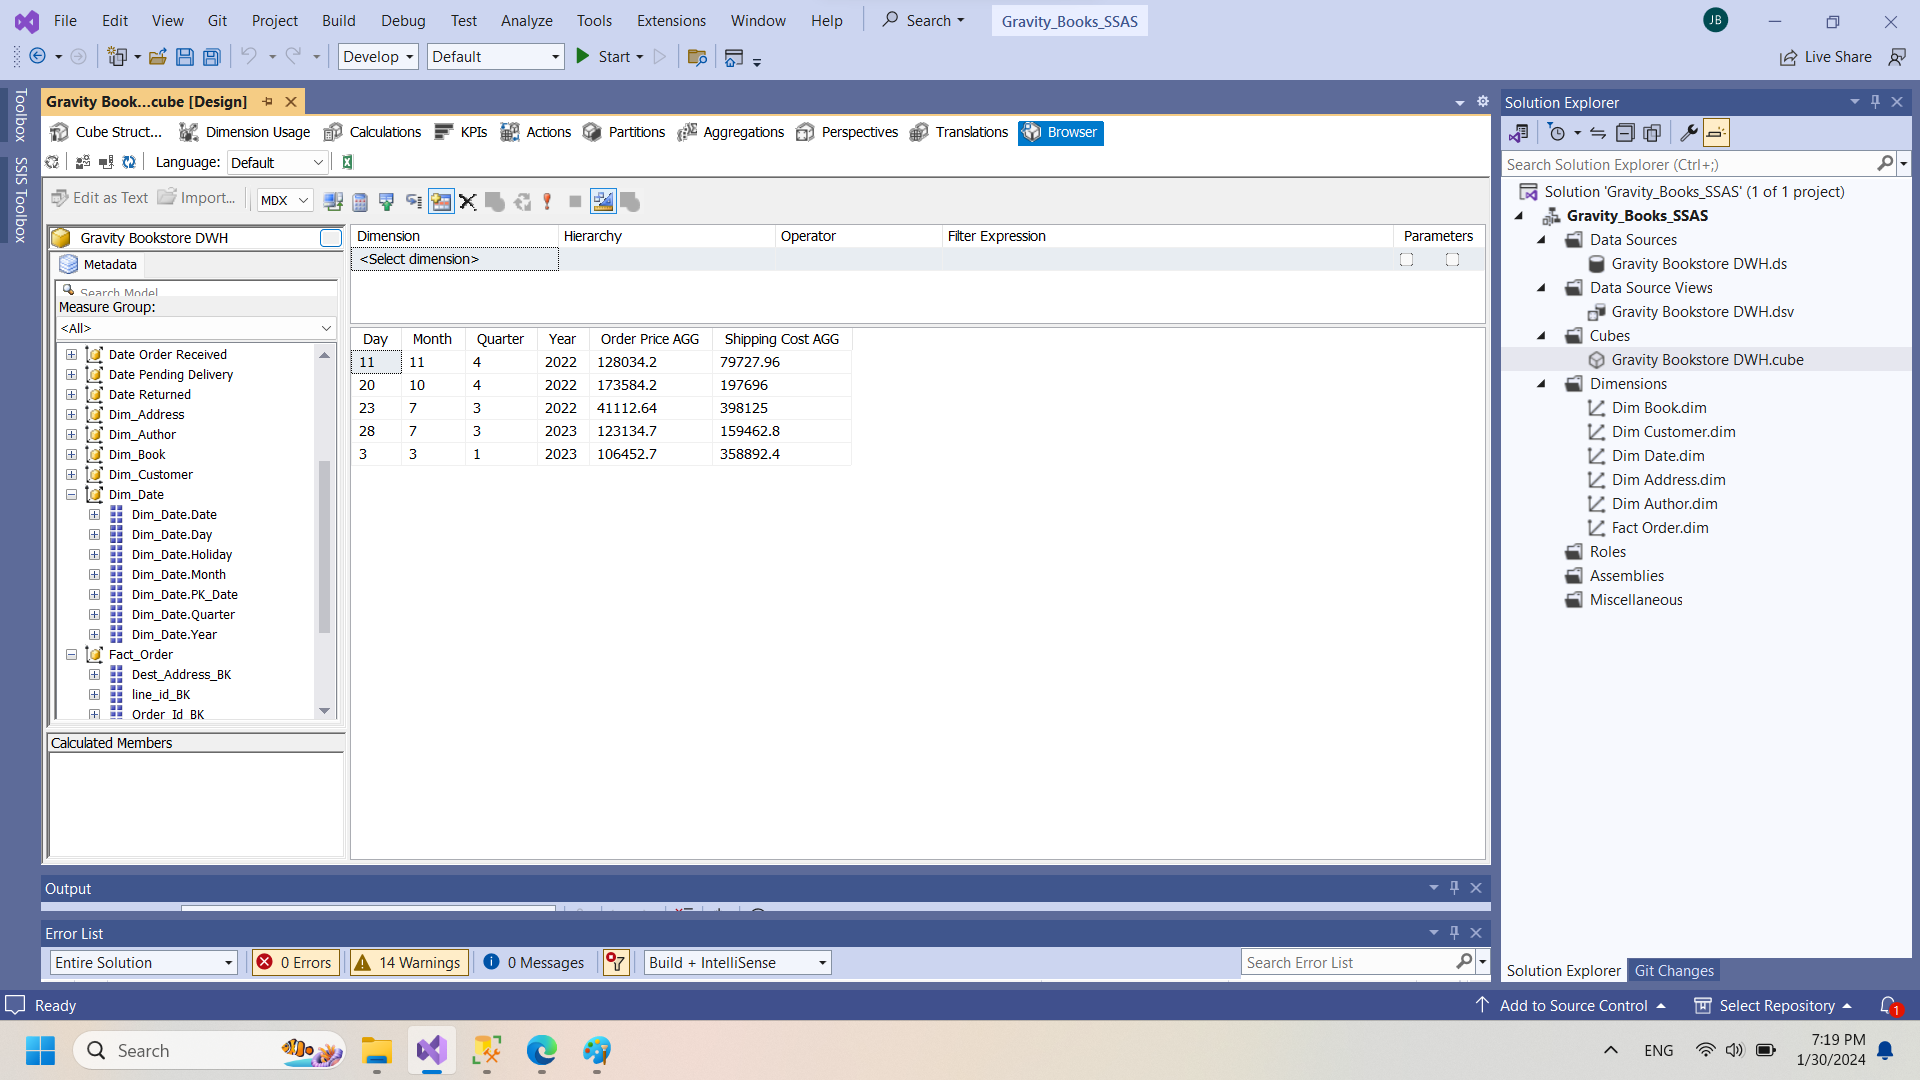 File Edit View Git Project Build Debug Test Analyze Tools Extensions Window Help Search Gravity_Books_SSAS JB
Develop Default Start Live Share
Toolbox
SSIS Toolbox
Gravity Book...cube [Design]
Cube Struct... Dimension Usage Calculations KPIs Actions Partitions Aggregations Perspectives Translations Browser
Language: Default
Edit as Text Import... MDX
Gravity Bookstore DWH
Metadata
Search Model
Measure Group:
<All>
Date Order Received
Date Pending Delivery
Date Returned
Dim_Address
Dim_Author
Dim_Book
Dim_Customer
Dim_Date
Dim_Date.Date
Dim_Date.Day
Dim_Date.Holiday
Dim_Date.Month
Dim_Date.PK_Date
Dim_Date.Quarter
Dim_Date.Year
Fact_Order
Dest_Address_BK
line_id_BK
Order_Id_BK
Calculated Members
Dimension Hierarchy Operator Filter Expression Parameters
<Select dimension>
Day Month Quarter Year Order Price AGG Shipping Cost AGG
11 11 4 2022 128034.2 79727.96
20 10 4 2022 173584.2 197696
23 7 3 2022 41112.64 398125
28 7 3 2023 123134.7 159462.8
3 3 1 2023 106452.7 358892.4
Output
Error List
Entire Solution 0 Errors 14 Warnings 0 Messages Build + IntelliSense Search Error List
Solution Explorer
Search Solution Explorer (Ctrl+;)
Solution 'Gravity_Books_SSAS' (1 of 1 project)
Gravity_Books_SSAS
Data Sources
Gravity Bookstore DWH.ds
Data Source Views
Gravity Bookstore DWH.dsv
Cubes
Gravity Bookstore DWH.cube
Dimensions
Dim Book.dim
Dim Customer.dim
Dim Date.dim
Dim Address.dim
Dim Author.dim
Fact Order.dim
Roles
Assemblies
Miscellaneous
Solution Explorer Git Changes
Ready Add to Source Control Select Repository 1
Search ENG 7:19 PM
1/30/2024